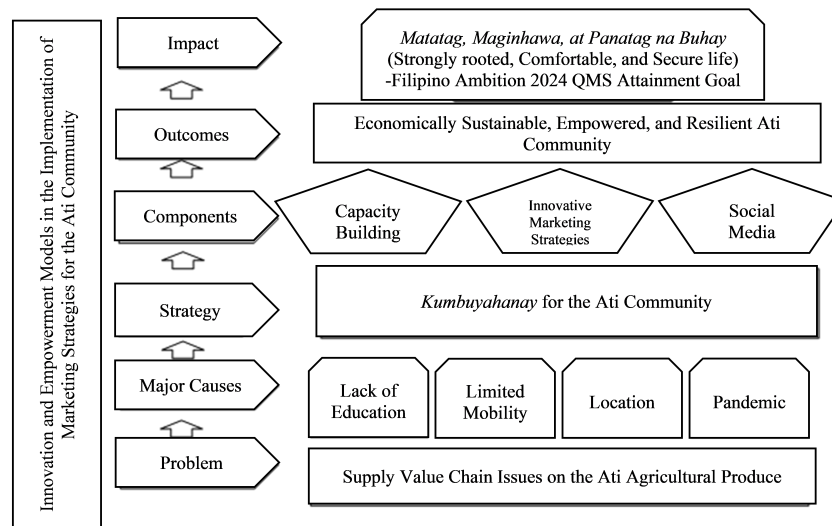 Innovation and Empowerment Models in the Implementation of
Marketing Strategies for the Ati Community
Impact
Matatag, Maginhawa, at Panatag na Buhay
(Strongly rooted, Comfortable, and Secure life)
-Filipino Ambition 2024 QMS Attainment Goal
Outcomes
Economically Sustainable, Empowered, and Resilient Ati
Community
Components
Capacity
Building
Innovative
Marketing
Strategies
Social
Media
Strategy
Kumbuyahanay for the Ati Community
Major Causes
Lack of
Education
Limited
Mobility
Location
Pandemic
Problem
Supply Value Chain Issues on the Ati Agricultural Produce